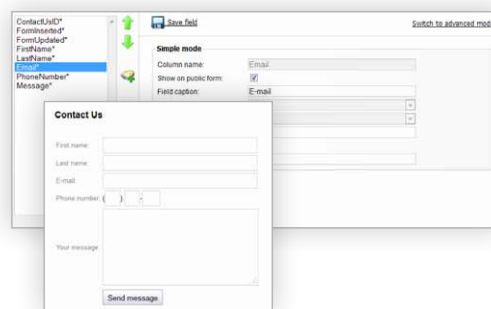 ContactUsID*
FormInserted*
FormUpdated*
FirstName*
LastName*
Email*
PhoneNumber*
Message*
Save field
Switch to advanced mod
Simple mode
Column name: Email
Show on public form:
Field caption: E-mail
Contact Us
First name:
Last name:
E-mail:
Phone number: ( ) -
Your message:
Send message